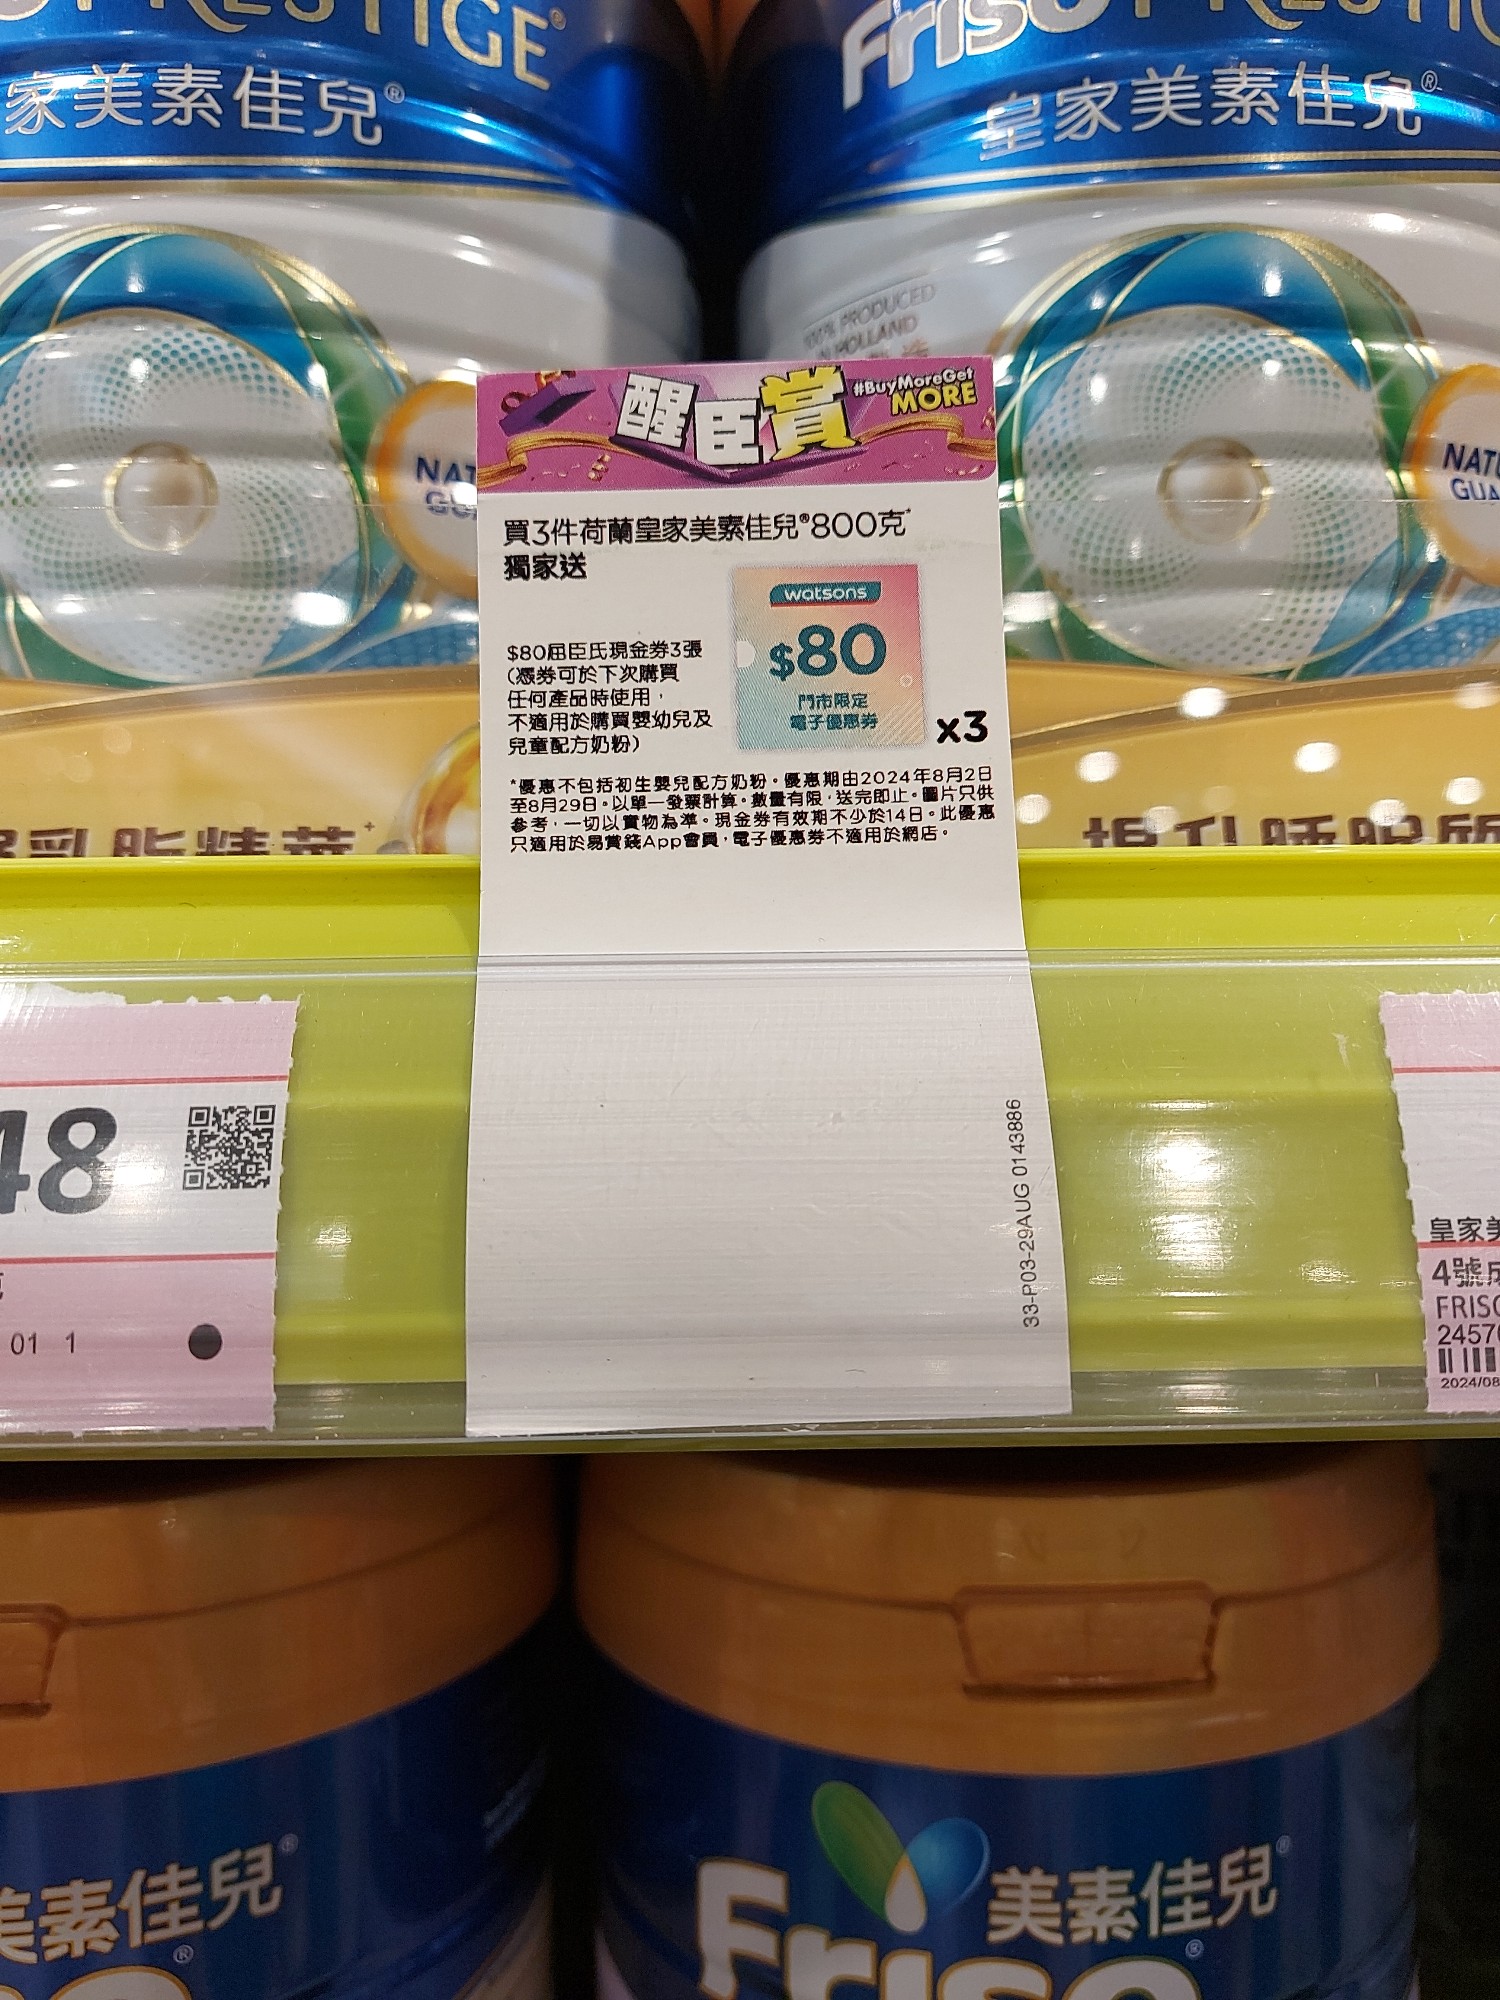 家美素佳兒®
皇家美素佳兒®
100% PRODUCED
HOLLAND
醒臣賞
#BuyMoreGet
MORE
買3件荷蘭皇家美素佳兒®800克*
獨家送
watsons
$80
門市限定
電子優惠券
x3
$80屈臣氏現金券3張
(憑券可於下次購買
任何產品時使用，
不適用於購買嬰幼兒及
兒童配方奶粉)
*優惠不包括初生嬰兒配方奶粉。優惠期由2024年8月2日
至8月29日。以單一發票計算。數量有限，送完即止。圖片只供
參考，一切以實物為準。現金券有效期不少於14日。此優惠
只適用於易賞錢App會員，電子優惠券不適用於網店。
48
01 1
33-P03-29AUG 0143886
皇家美
4號
2024/08
美素佳兒®
美素佳兒®
Friso®